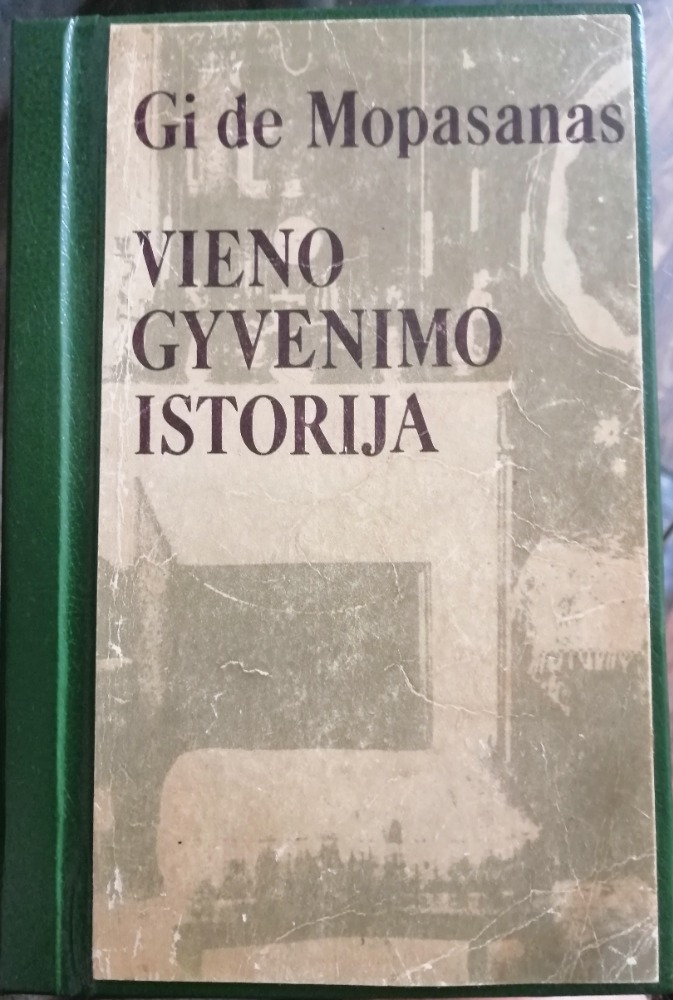 Gi de Mopasanas
VIENO
GYVENIMO
ISTORIJA